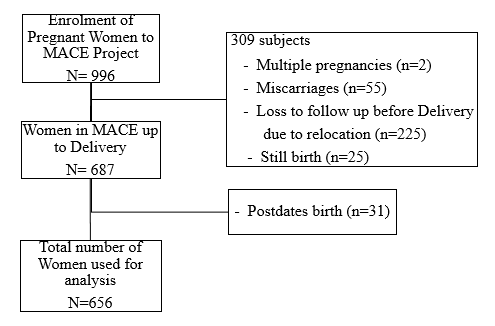 Enrolment of
Pregnant Women to
MACE Project
N= 996
309 subjects
- Multiple pregnancies (n=2)
- Miscarriages (n=55)
- Loss to follow up before Delivery
due to relocation (n=225)
- Still birth (n=25)
Women in MACE up
to Delivery
N= 687
- Postdates birth (n=31)
Total number of
Women used for
analysis
N=656